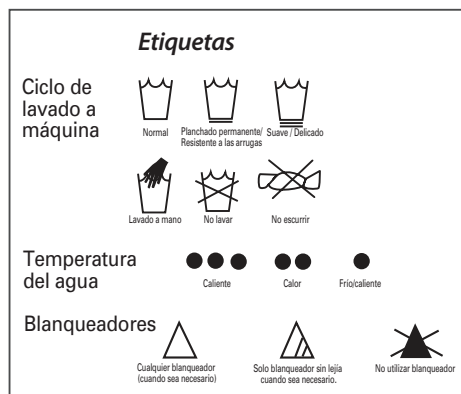 Etiquetas
Ciclo de
lavado a
máquina
Normal
Planchado permanente/
Resistente a las arrugas
Suave / Delicado
Lavado a mano
No lavar
No escurrir
Temperatura
del agua
Caliente
Calor
Frío/caliente
Blanqueadores
Cualquier blanqueador
(cuando sea necesario)
Solo blanqueador sin lejía
cuando sea necesario.
No utilizar blanqueador